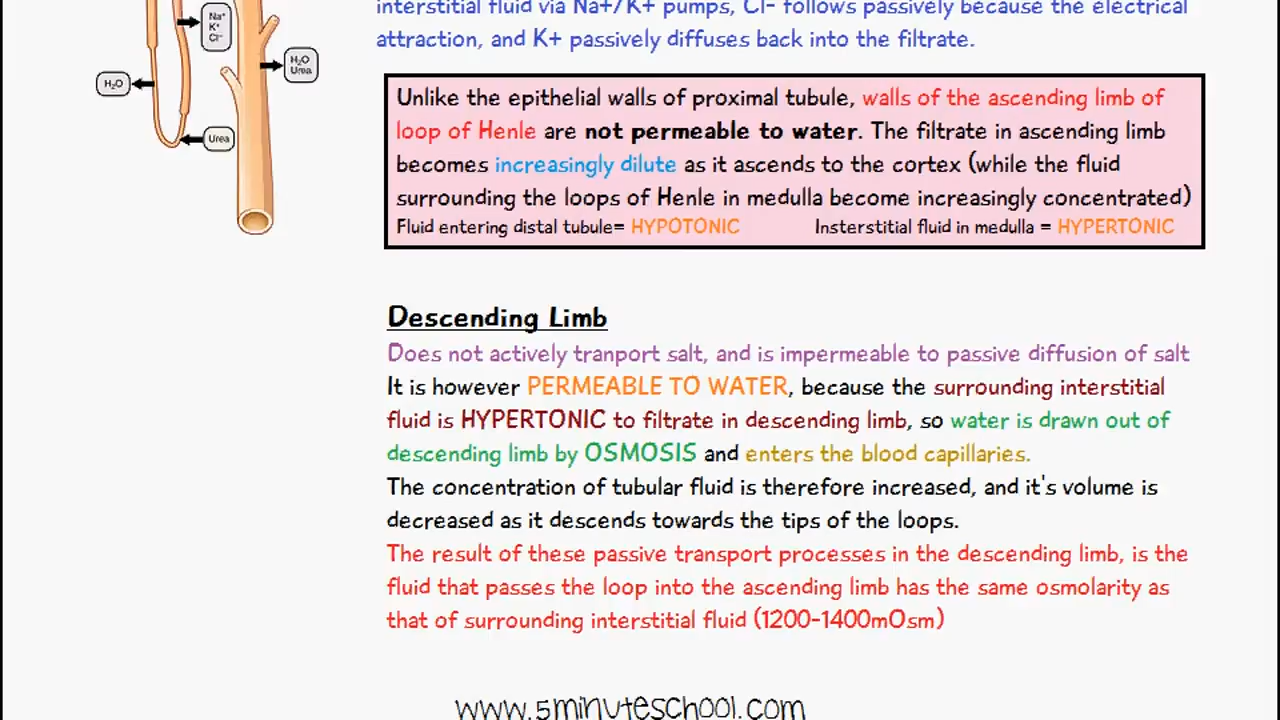 interstitial fluid via Na+/K+ pumps, Cl- follows passively because the electrical
attraction, and K+ passively diffuses back into the filtrate.
Na+
K+
Cl-
H₂O
Urea
H₂O
Urea
Unlike the epithelial walls of proximal tubule, walls of the ascending limb of
loop of Henle are not permeable to water. The filtrate in ascending limb
becomes increasingly dilute as it ascends to the cortex (while the fluid
surrounding the loops of Henle in medulla become increasingly concentrated)
Fluid entering distal tubule= HYPOTONIC Insterstitial fluid in medulla = HYPERTONIC
Descending Limb
Does not actively tranport salt, and is impermeable to passive diffusion of salt
It is however PERMEABLE TO WATER, because the surrounding interstitial
fluid is HYPERTONIC to filtrate in descending limb, so water is drawn out of
descending limb by OSMOSIS and enters the blood capillaries.
The concentration of tubular fluid is therefore increased, and it's volume is
decreased as it descends towards the tips of the loops.
The result of these passive transport processes in the descending limb, is the
fluid that passes the loop into the ascending limb has the same osmolarity as
that of surrounding interstitial fluid (1200-1400mOsm)
www.5minuteschool.com